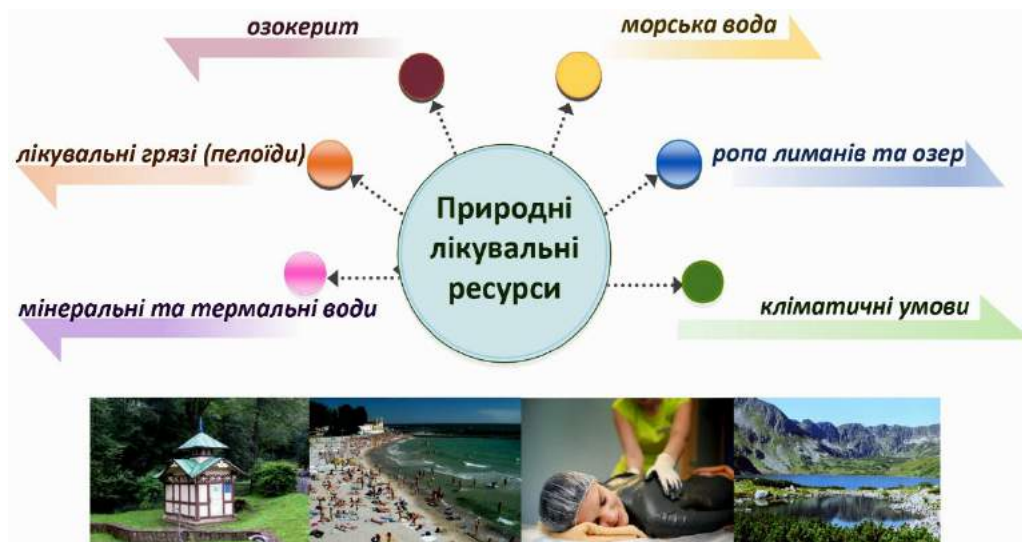 озокерит
морська вода
лікувальні грязі (пелоїди)
ропа лиманів та озер
Природні
лікувальні
ресурси
мінеральні та термальні води
кліматичні умови